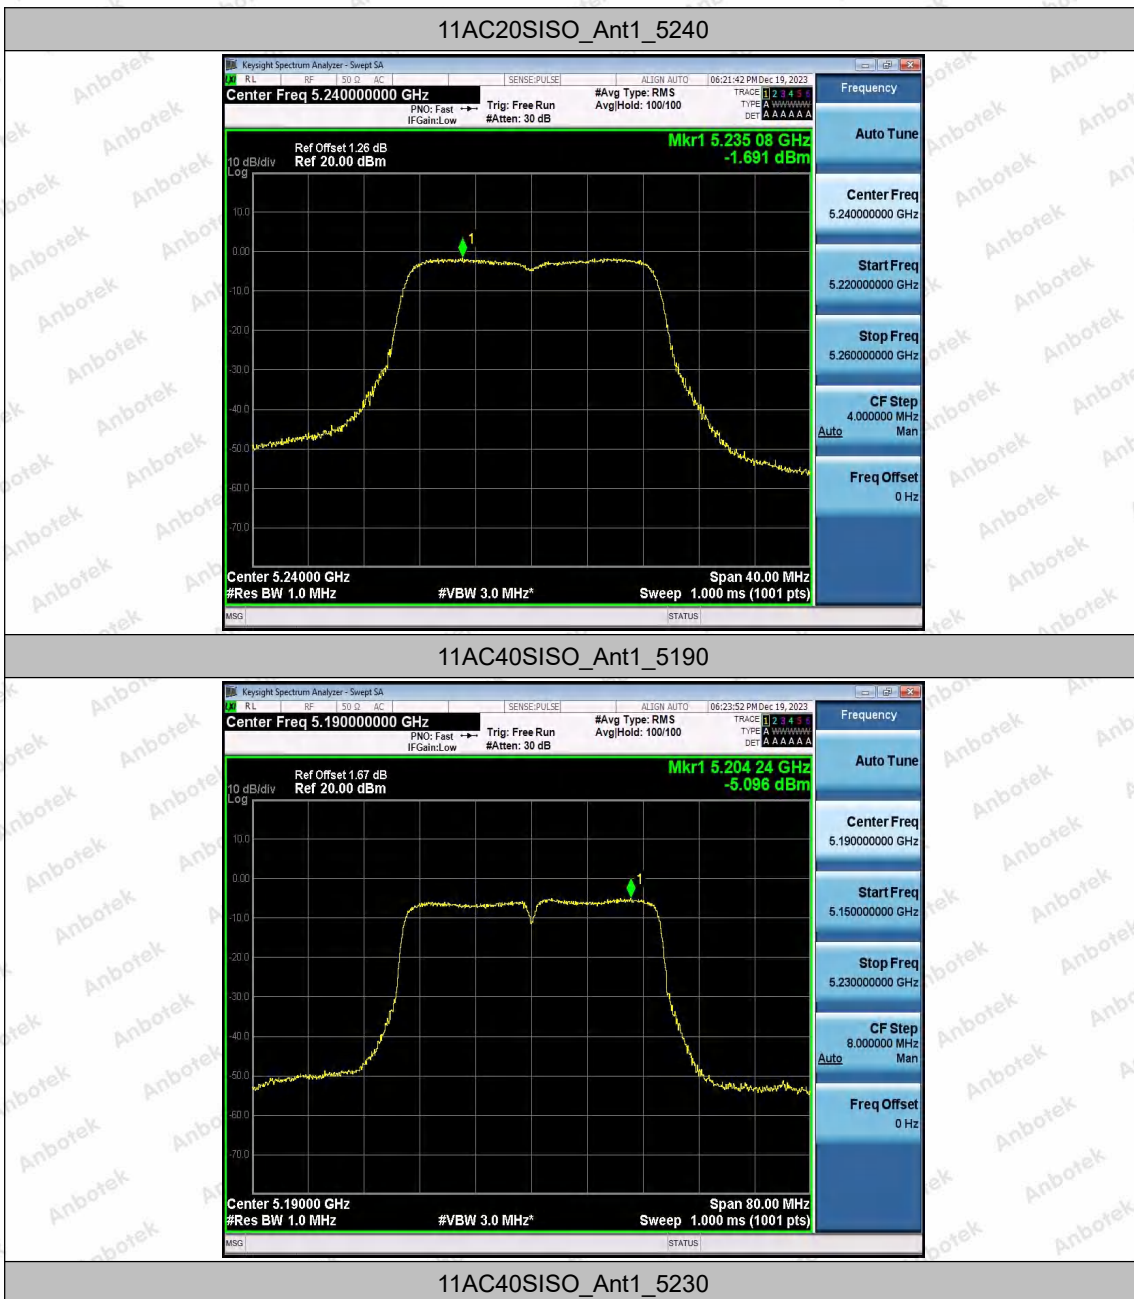 11AC20SISO_Ant1_5240
Keysight Spectrum Analyzer - Swept SA
LXI RL RF 50 Ω AC SENSE:PULSE ALIGN AUTO 06:21:42 PM Dec 19, 2023
Center Freq 5.240000000 GHz
PNO: Fast
IFGain:Low
Trig: Free Run
#Atten: 30 dB
#Avg Type: RMS
Avg|Hold: 100/100
TRACE 1 2 3 4 5 6
TYPE A WWWWW
DET A A A A A A
Frequency
Auto Tune
Center Freq
5.240000000 GHz
Start Freq
5.220000000 GHz
Stop Freq
5.260000000 GHz
CF Step
4.000000 MHz
Auto Man
Freq Offset
0 Hz
Mkr1 5.235 08 GHz
-1.691 dBm
Ref Offset 1.26 dB
10 dB/div Ref 20.00 dBm
Log
1
10.0
0.00
-10.0
-20.0
-30.0
-40.0
-50.0
-60.0
-70.0
Center 5.24000 GHz Span 40.00 MHz
#Res BW 1.0 MHz #VBW 3.0 MHz* Sweep 1.000 ms (1001 pts)
MSG STATUS
11AC40SISO_Ant1_5190
Keysight Spectrum Analyzer - Swept SA
LXI RL RF 50 Ω AC SENSE:PULSE ALIGN AUTO 06:23:52 PM Dec 19, 2023
Center Freq 5.190000000 GHz
PNO: Fast
IFGain:Low
Trig: Free Run
#Atten: 30 dB
#Avg Type: RMS
Avg|Hold: 100/100
TRACE 1 2 3 4 5 6
TYPE A WWWWW
DET A A A A A A
Frequency
Auto Tune
Center Freq
5.190000000 GHz
Start Freq
5.150000000 GHz
Stop Freq
5.230000000 GHz
CF Step
8.000000 MHz
Auto Man
Freq Offset
0 Hz
Mkr1 5.204 24 GHz
-5.096 dBm
Ref Offset 1.67 dB
10 dB/div Ref 20.00 dBm
Log
1
10.0
0.00
-10.0
-20.0
-30.0
-40.0
-50.0
-60.0
-70.0
Center 5.19000 GHz Span 80.00 MHz
#Res BW 1.0 MHz #VBW 3.0 MHz* Sweep 1.000 ms (1001 pts)
MSG STATUS
11AC40SISO_Ant1_5230
Anbotek